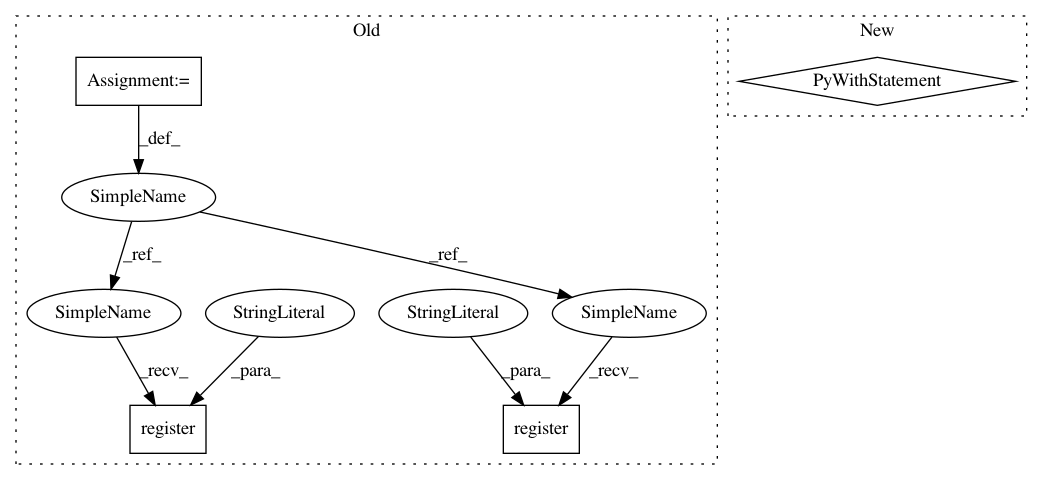 Old
New
Assignment:=
PyWithStatement
_def_
SimpleName
_ref_
_ref_
SimpleName
StringLiteral
StringLiteral
SimpleName
_recv_
_para_
_para_
_recv_
register
register